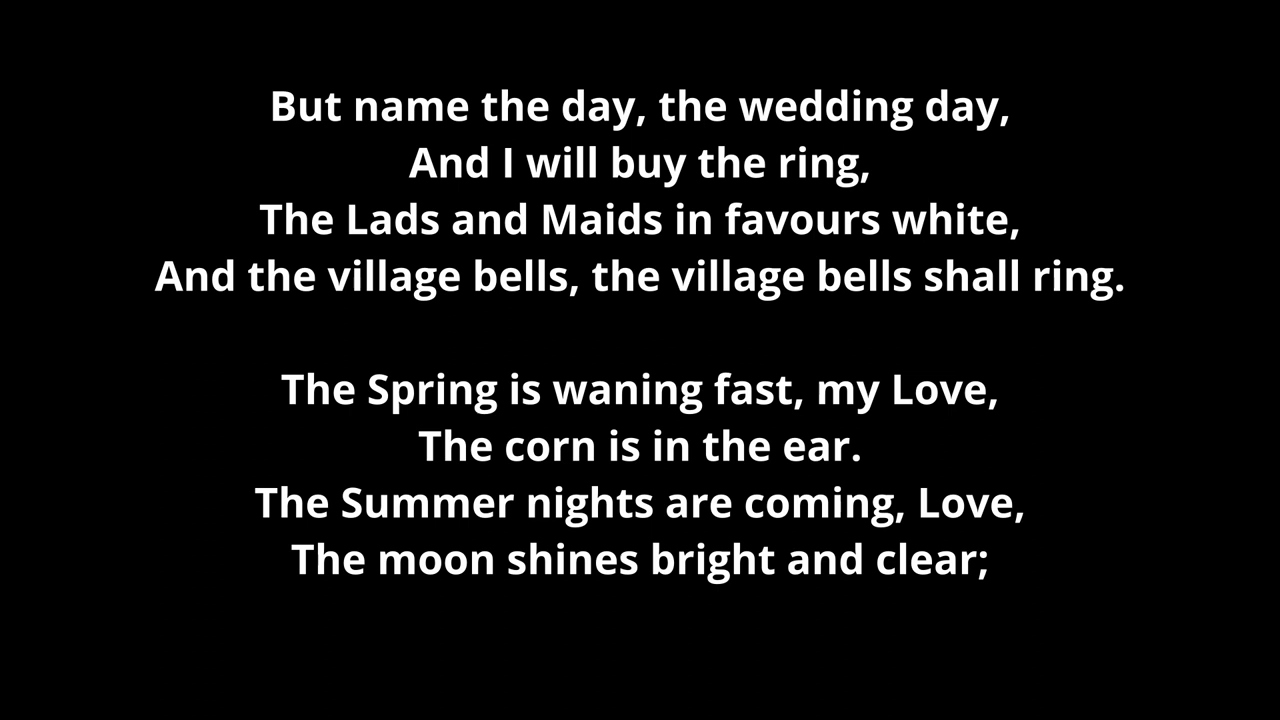 But name the day, the wedding day,
And I will buy the ring,
The Lads and Maids in favours white,
And the village bells, the village bells shall ring.
The Spring is waning fast, my Love,
The corn is in the ear.
The Summer nights are coming, Love,
The moon shines bright and clear;